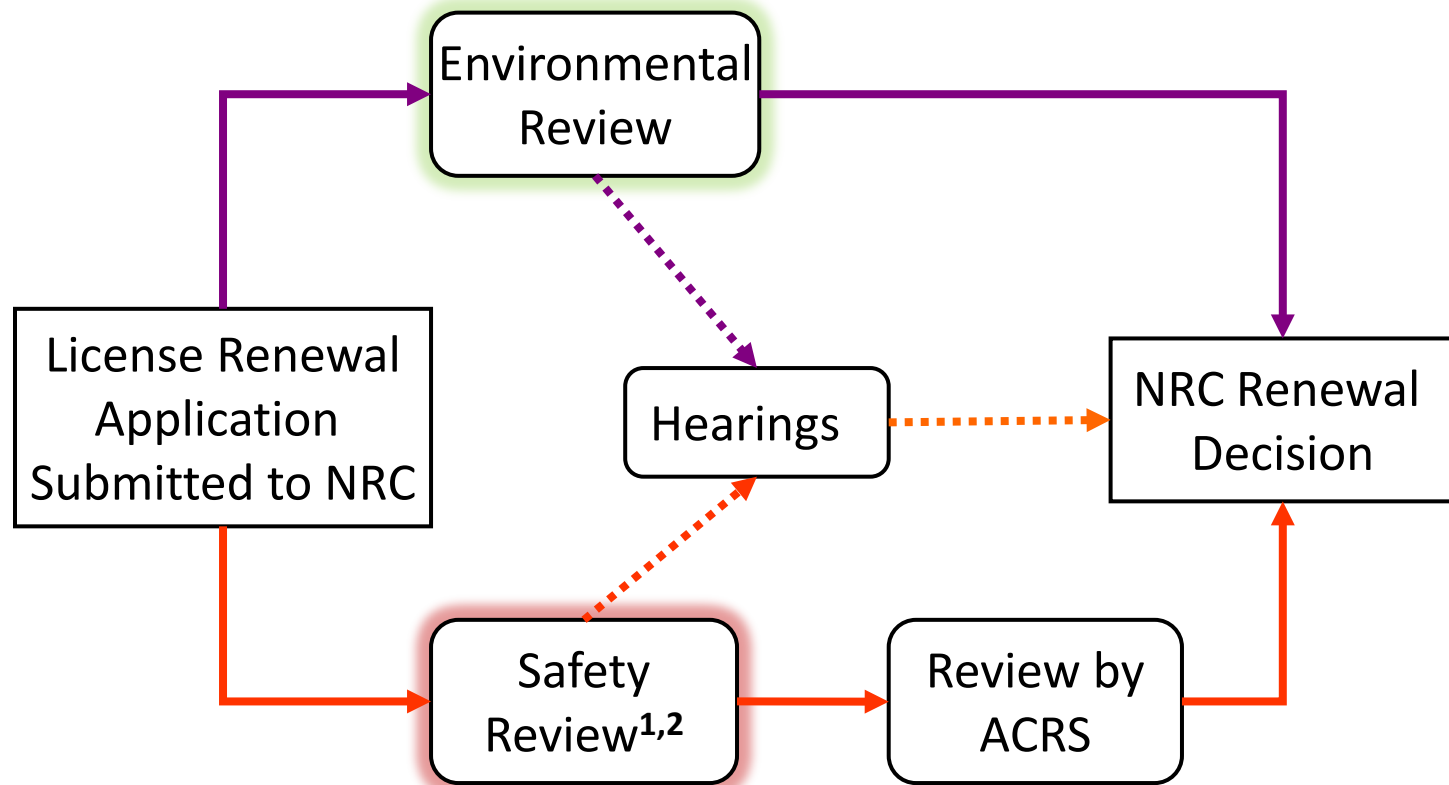 Environmental
Review
License Renewal
Application
Submitted to NRC
Hearings
NRC Renewal
Decision
Safety
Review1,2
Review by
ACRS